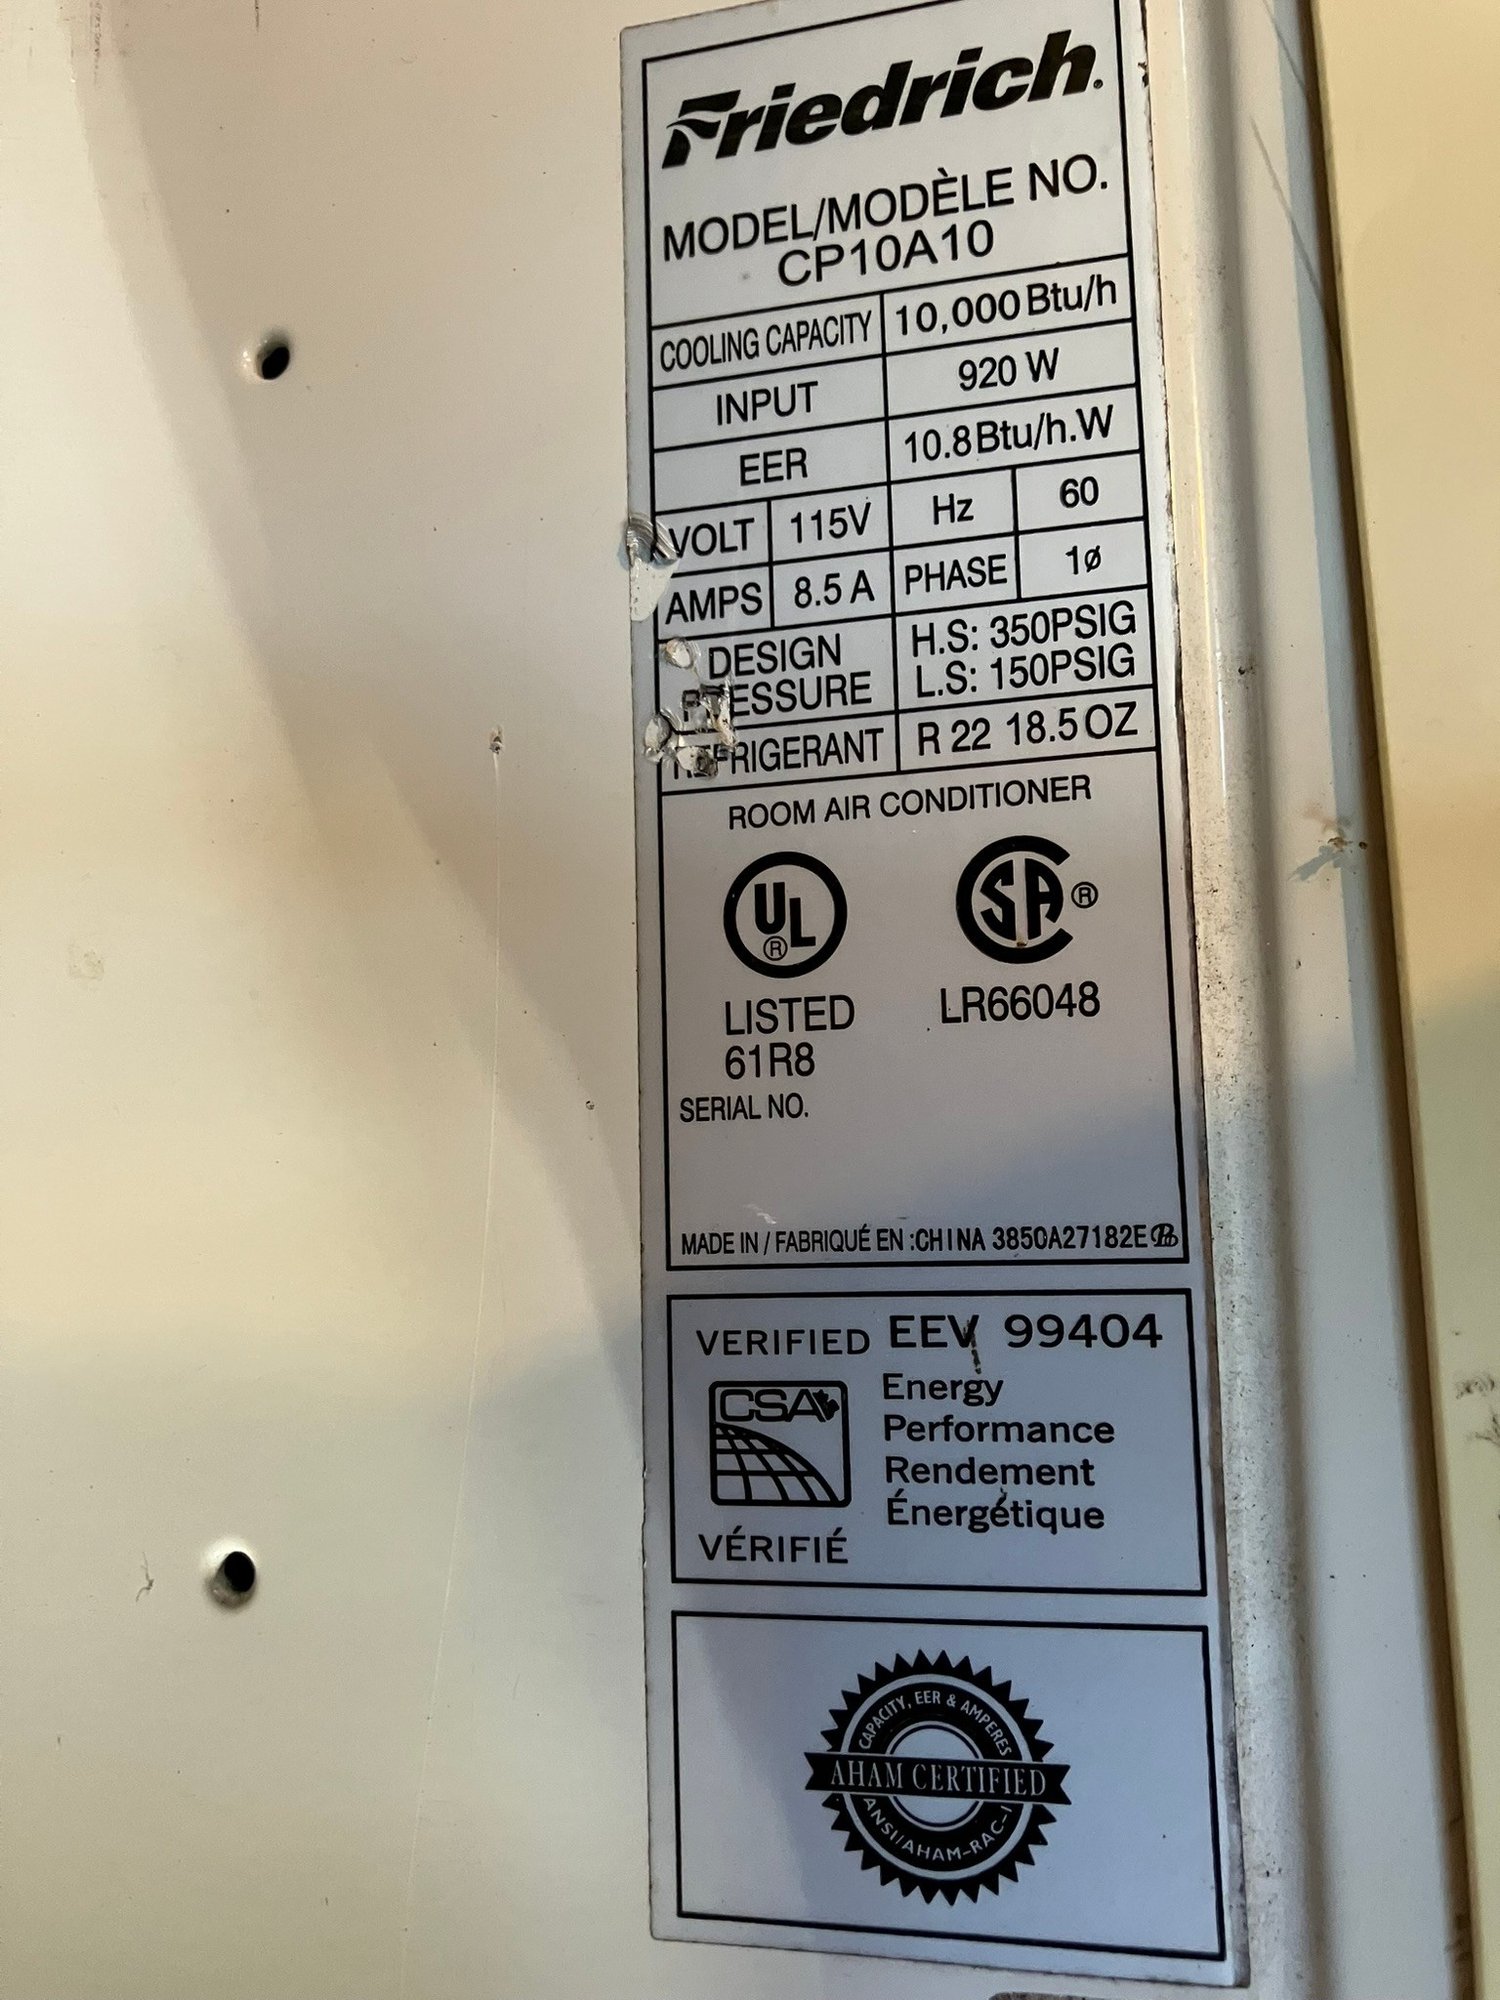 Friedrich®
MODEL/MODÈLE NO.
CP10A10
COOLING CAPACITY 10,000 Btu/h
INPUT 920 W
EER 10.8 Btu/h.W
VOLT 115V Hz 60
AMPS 8.5 A PHASE 1ø
DESIGN PRESSURE H.S: 350PSIG
L.S: 150PSIG
REFRIGERANT R 22 18.5 OZ
ROOM AIR CONDITIONER
UL® SA®
LISTED LR66048
61R8
SERIAL NO.
MADE IN / FABRIQUÉ EN :CHINA 3850A27182E
VERIFIED EEV 99404
CSA
Energy
Performance
Rendement
Énergétique
VÉRIFIÉ
CAPACITY, EER & AMPERES
AHAM CERTIFIED
ANSI/AHAM-RAC-1